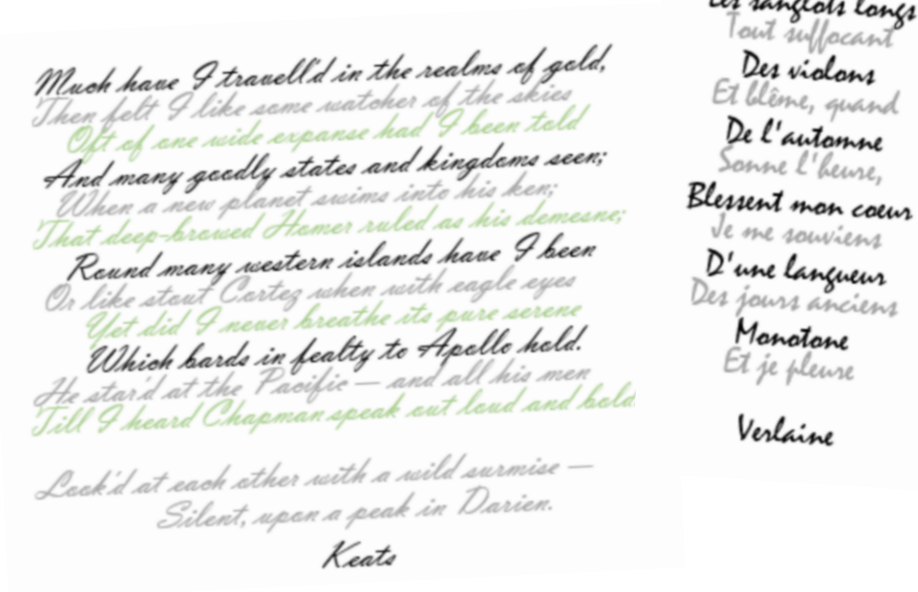 Much have I travell'd in the realms of gold,
Then felt I like some watcher of the skies
Oft of one wide expanse had I been told
And many goodly states and kingdoms seen;
When a new planet swims into his ken;
That deep-browed Homer ruled as his demesne;
Round many western islands have I been
Or like stout Cortez when with eagle eyes
Yet did I never breathe its pure serene
Which bards in fealty to Apollo hold.
He star'd at the Pacific — and all his men
Till I heard Chapman speak out loud and bold
Look'd at each other with a wild surmise —
Silent, upon a peak in Darien.
Keats
Les sanglots longs
Tout suffocant
Des violons
Et blême, quand
De l'automne
Sonne l'heure,
Blessent mon coeur
Je me souviens
D'une langueur
Des jours anciens
Monotone
Et je pleure
Verlaine